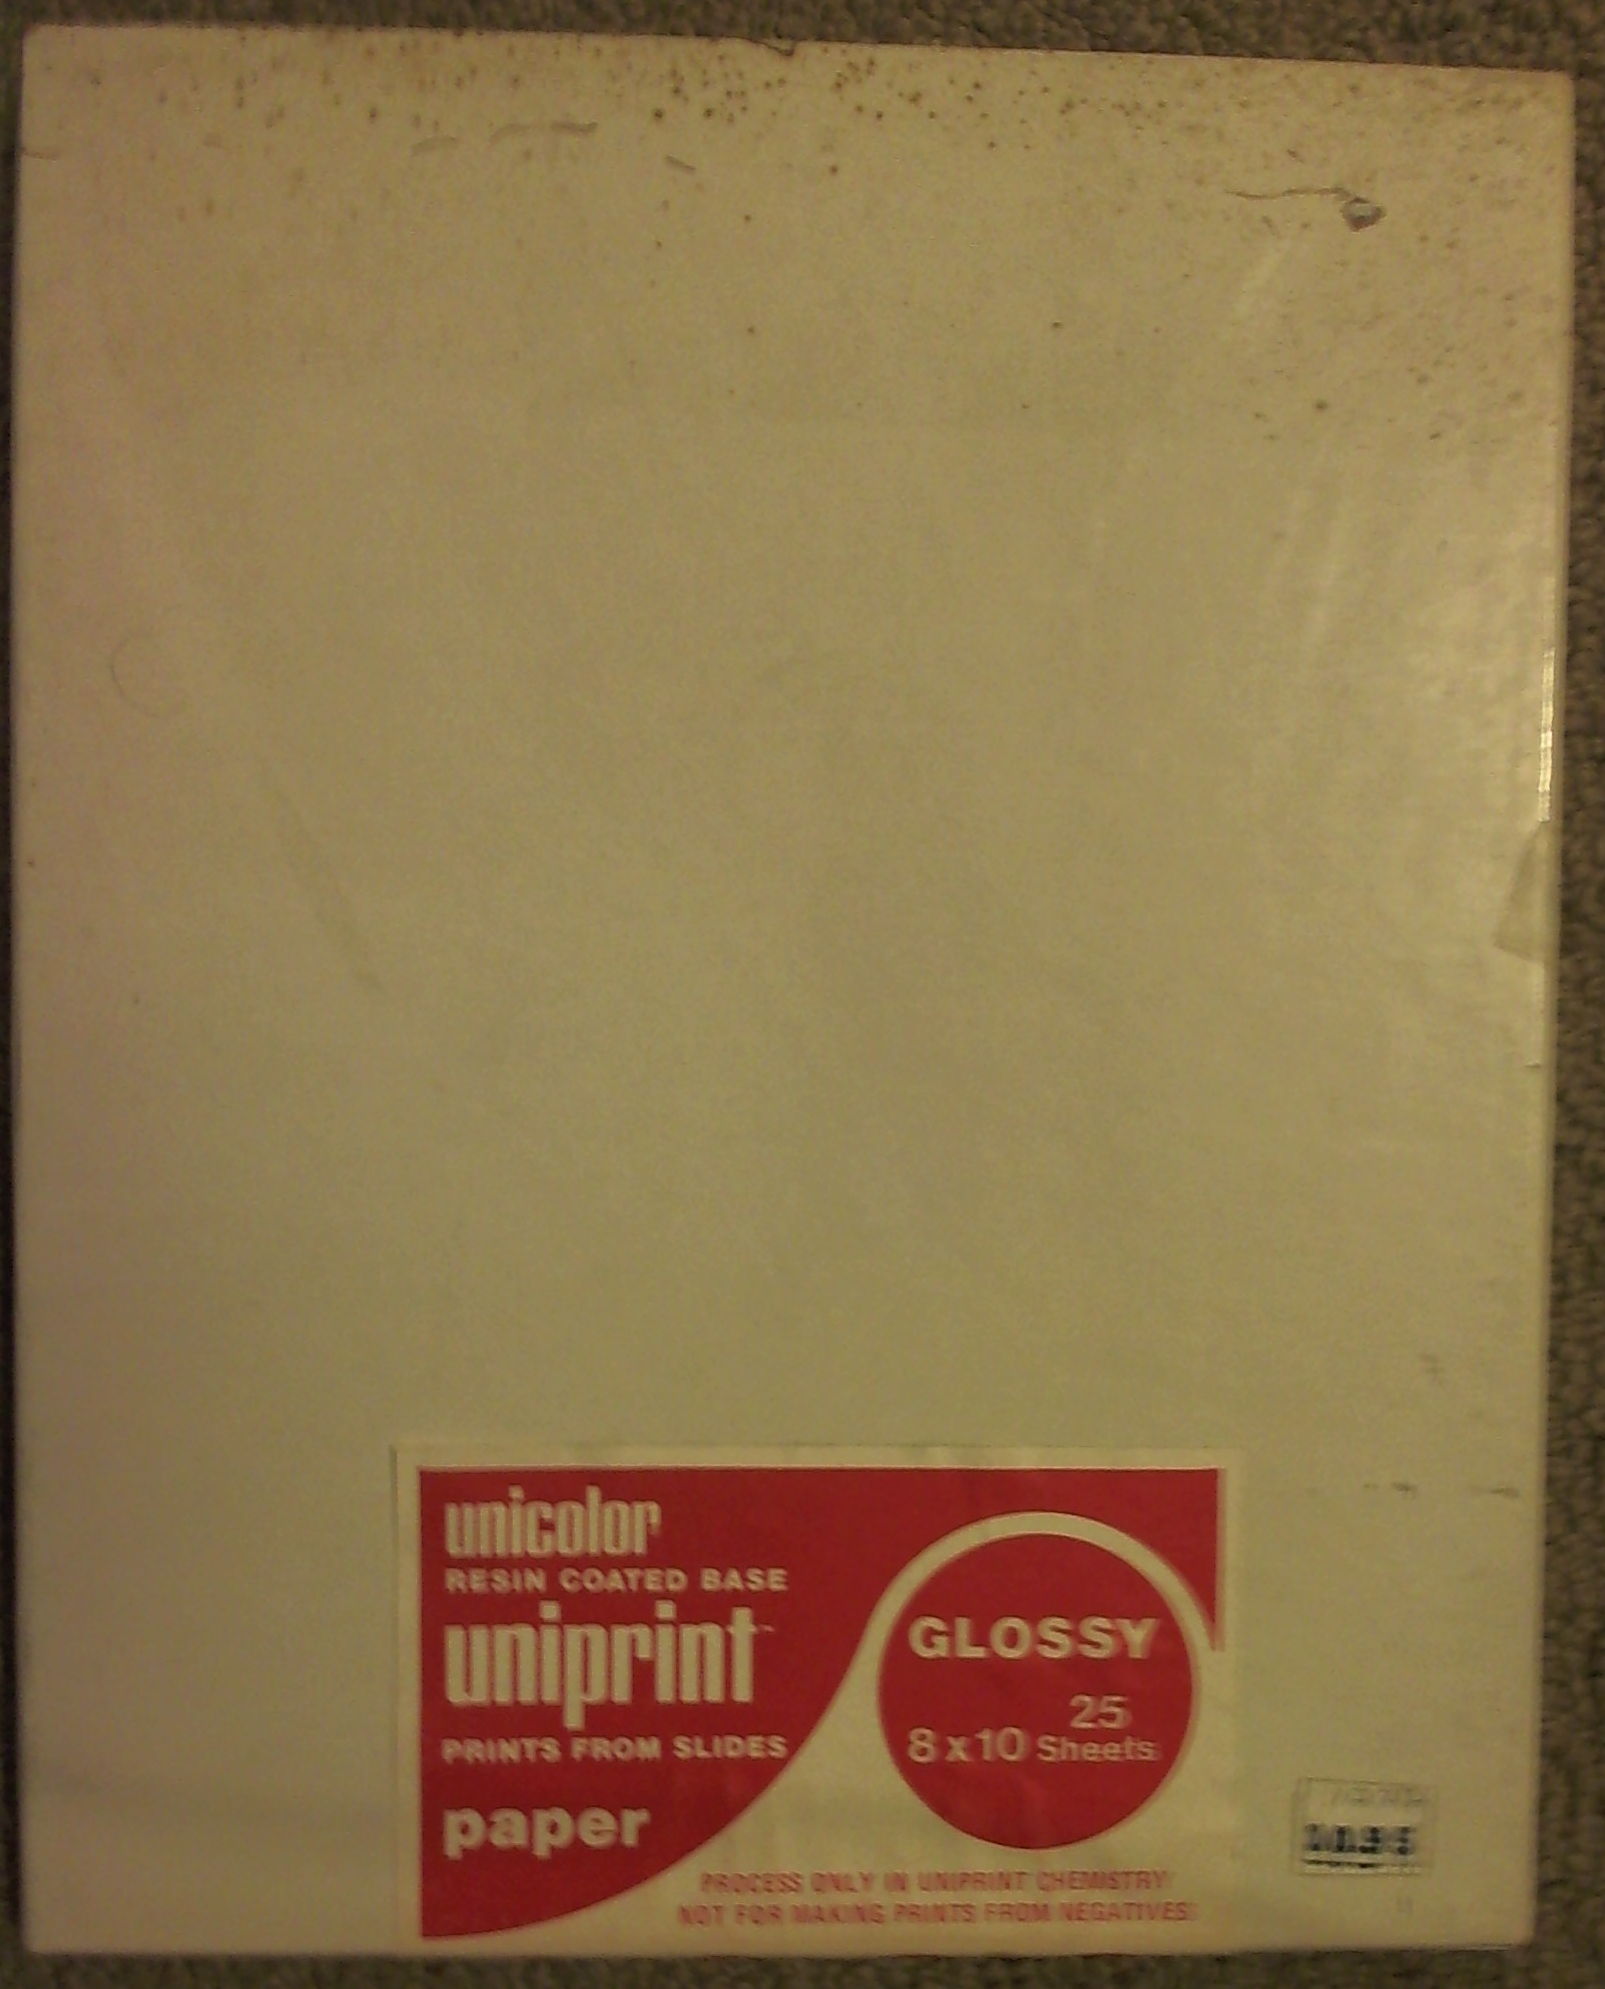 unicolor
RESIN COATED BASE
uniprint™
PRINTS FROM SLIDES
paper
GLOSSY
25
8 x 10 Sheets
PROCESS ONLY IN UNIPRINT CHEMISTRY
NOT FOR MAKING PRINTS FROM NEGATIVES